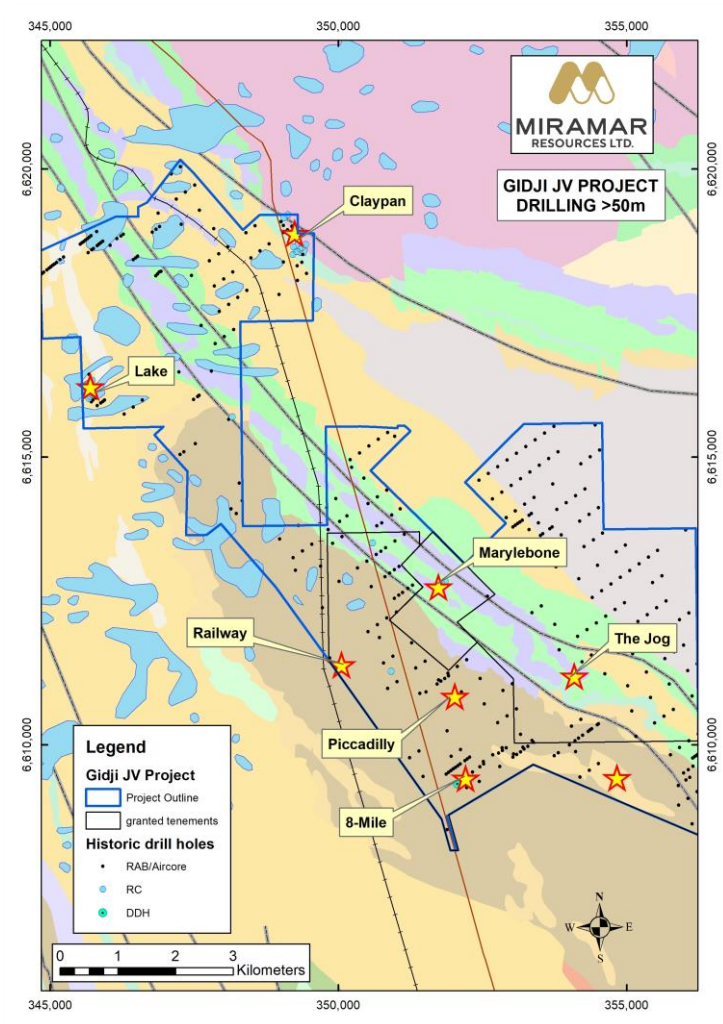 345,000
350,000
355,000
MIRAMAR
RESOURCES LTD.
GIDJI JV PROJECT
DRILLING >50m
6,620,000
6,620,000
Claypan
Lake
6,615,000
6,615,000
Marylebone
Railway
The Jog
Piccadilly
6,610,000
6,610,000
8-Mile
Legend
Gidji JV Project
Project Outline
granted tenements
Historic drill holes
RAB/Aircore
RC
DDH
N
W
E
S
0 1 2 3
Kilometers
345,000
350,000
355,000